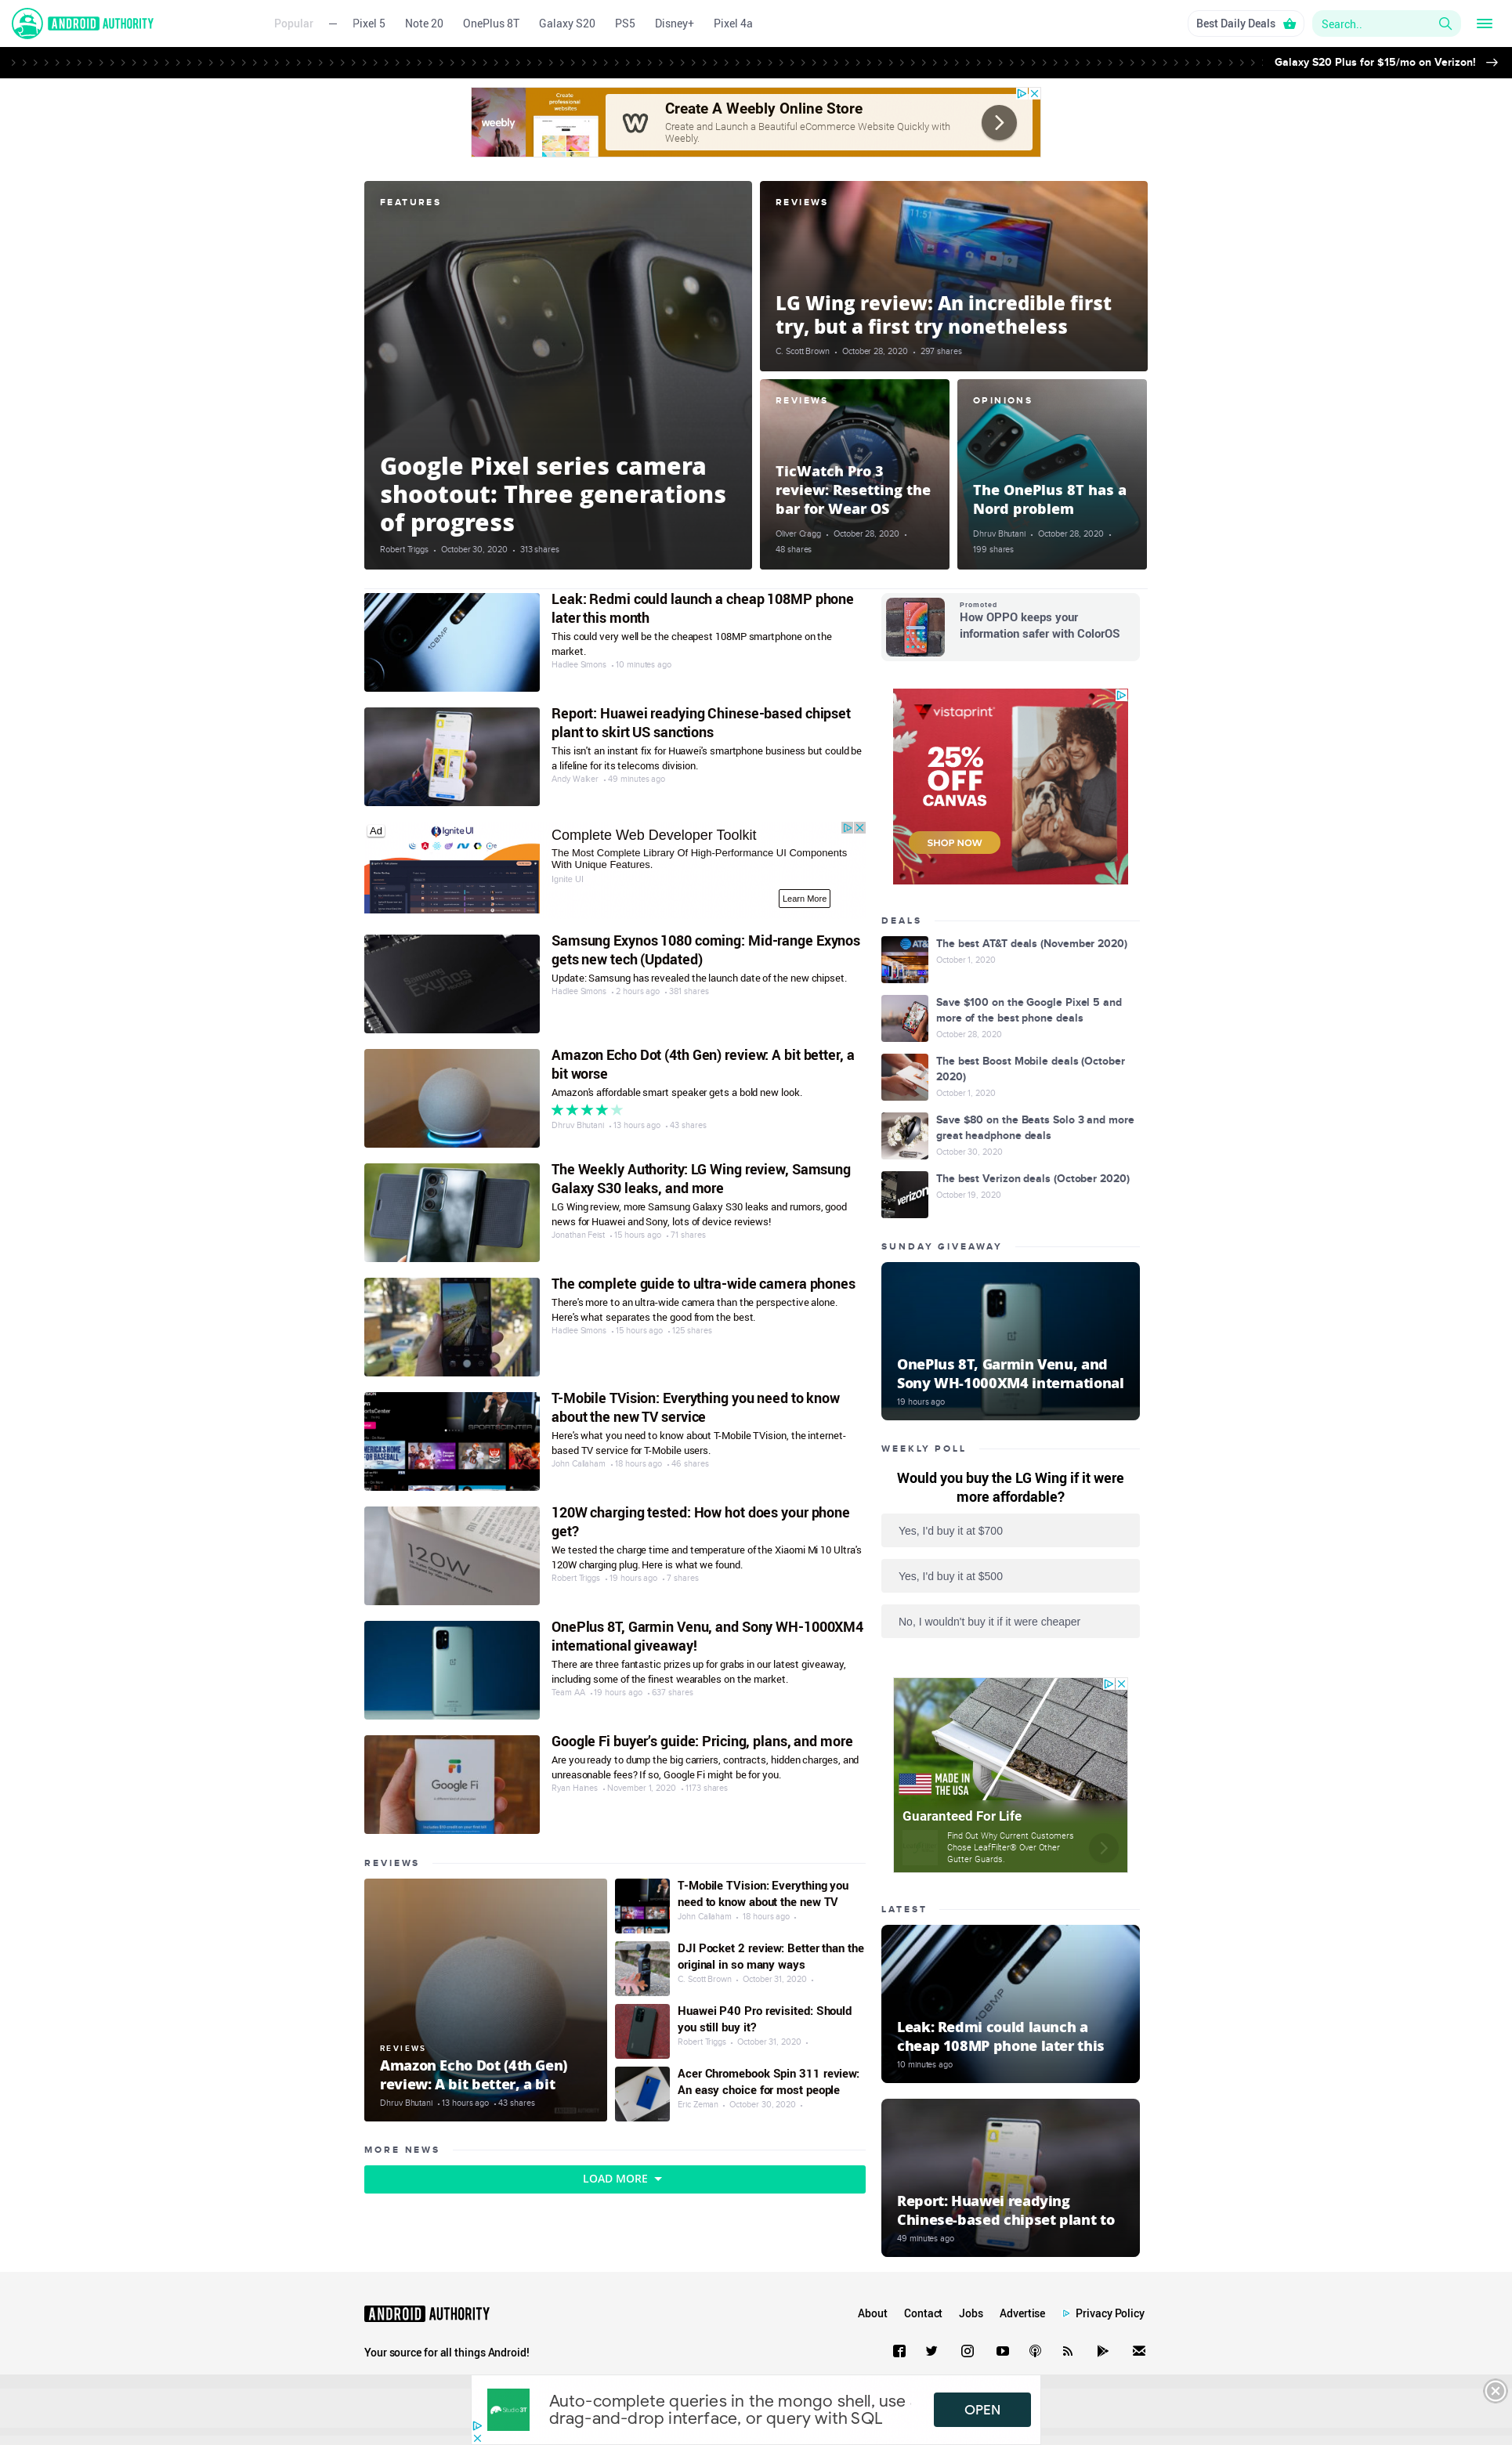 ANDROID AUTHORITY
Popular — Pixel 5 Note 20 OnePlus 8T Galaxy S20 PS5 Disney+ Pixel 4a
Best Daily Deals
Search..
Galaxy S20 Plus for $15/mo on Verizon!
Create professional websites
weebly
Create A Weebly Online Store
Create and Launch a Beautiful eCommerce Website Quickly with
Weebly.
FEATURES
Google Pixel series camera
shootout: Three generations
of progress
Robert Triggs • October 30, 2020 • 313 shares
REVIEWS
LG Wing review: An incredible first
try, but a first try nonetheless
C. Scott Brown • October 28, 2020 • 297 shares
REVIEWS
TicWatch Pro 3
review: Resetting the
bar for Wear OS
Oliver Cragg • October 28, 2020 •
48 shares
OPINIONS
The OnePlus 8T has a
Nord problem
Dhruv Bhutani • October 28, 2020 •
199 shares
108MP
Leak: Redmi could launch a cheap 108MP phone
later this month
This could very well be the cheapest 108MP smartphone on the
market.
Hadlee Simons • 10 minutes ago
Report: Huawei readying Chinese-based chipset
plant to skirt US sanctions
This isn't an instant fix for Huawei's smartphone business but could be
a lifeline for its telecoms division.
Andy Walker • 49 minutes ago
Ad
Ignite UI
Complete Web Developer Toolkit
The Most Complete Library Of High-Performance UI Components
With Unique Features.
Ignite UI
Learn More
Samsung Exynos 1080 coming: Mid-range Exynos
gets new tech (Updated)
Update: Samsung has revealed the launch date of the new chipset.
Hadlee Simons • 2 hours ago • 381 shares
Amazon Echo Dot (4th Gen) review: A bit better, a
bit worse
Amazon's affordable smart speaker gets a bold new look.
Dhruv Bhutani • 13 hours ago • 43 shares
The Weekly Authority: LG Wing review, Samsung
Galaxy S30 leaks, and more
LG Wing review, more Samsung Galaxy S30 leaks and rumors, good
news for Huawei and Sony, lots of device reviews!
Jonathan Feist • 15 hours ago • 71 shares
The complete guide to ultra-wide camera phones
There's more to an ultra-wide camera than the perspective alone.
Here's what separates the good from the best.
Hadlee Simons • 15 hours ago • 125 shares
SPORTSCENTER
T-Mobile TVision: Everything you need to know
about the new TV service
Here's what you need to know about T-Mobile TVision, the internet-
based TV service for T-Mobile users.
John Callaham • 18 hours ago • 46 shares
120W
120W charging tested: How hot does your phone
get?
We tested the charge time and temperature of the Xiaomi Mi 10 Ultra's
120W charging plug. Here is what we found.
Robert Triggs • 19 hours ago • 7 shares
OnePlus 8T, Garmin Venu, and Sony WH-1000XM4
international giveaway!
There are three fantastic prizes up for grabs in our latest giveaway,
including some of the finest wearables on the market.
Team AA • 19 hours ago • 637 shares
Google Fi
Google Fi buyer's guide: Pricing, plans, and more
Are you ready to dump the big carriers, contracts, hidden charges, and
unreasonable fees? If so, Google Fi might be for you.
Ryan Haines • November 1, 2020 • 1173 shares
REVIEWS
REVIEWS
Amazon Echo Dot (4th Gen)
review: A bit better, a bit
Dhruv Bhutani • 13 hours ago • 43 shares
T-Mobile TVision: Everything you
need to know about the new TV
John Callaham • 18 hours ago •
DJI Pocket 2 review: Better than the
original in so many ways
C. Scott Brown • October 31, 2020 •
Huawei P40 Pro revisited: Should
you still buy it?
Robert Triggs • October 31, 2020 •
Acer Chromebook Spin 311 review:
An easy choice for most people
Eric Zeman • October 30, 2020 •
MORE NEWS
LOAD MORE
Promoted
How OPPO keeps your
information safer with ColorOS
vistaprint
25%
OFF
CANVAS
SHOP NOW
DEALS
AT&T
The best AT&T deals (November 2020)
October 1, 2020
Save $100 on the Google Pixel 5 and
more of the best phone deals
October 28, 2020
The best Boost Mobile deals (October
2020)
October 1, 2020
Save $80 on the Beats Solo 3 and more
great headphone deals
October 30, 2020
verizon
The best Verizon deals (October 2020)
October 19, 2020
SUNDAY GIVEAWAY
OnePlus 8T, Garmin Venu, and
Sony WH-1000XM4 international
19 hours ago
WEEKLY POLL
Would you buy the LG Wing if it were
more affordable?
Yes, I'd buy it at $700
Yes, I'd buy it at $500
No, I wouldn't buy it if it were cheaper
MADE IN
THE USA
Guaranteed For Life
Find Out Why Current Customers
Chose LeafFilter® Over Other
Gutter Guards.
LATEST
108MP
Leak: Redmi could launch a
cheap 108MP phone later this
10 minutes ago
Report: Huawei readying
Chinese-based chipset plant to
49 minutes ago
ANDROID AUTHORITY
About Contact Jobs Advertise Privacy Policy
Your source for all things Android!
Studio 3T
Auto-complete queries in the mongo shell, use
drag-and-drop interface, or query with SQL
OPEN